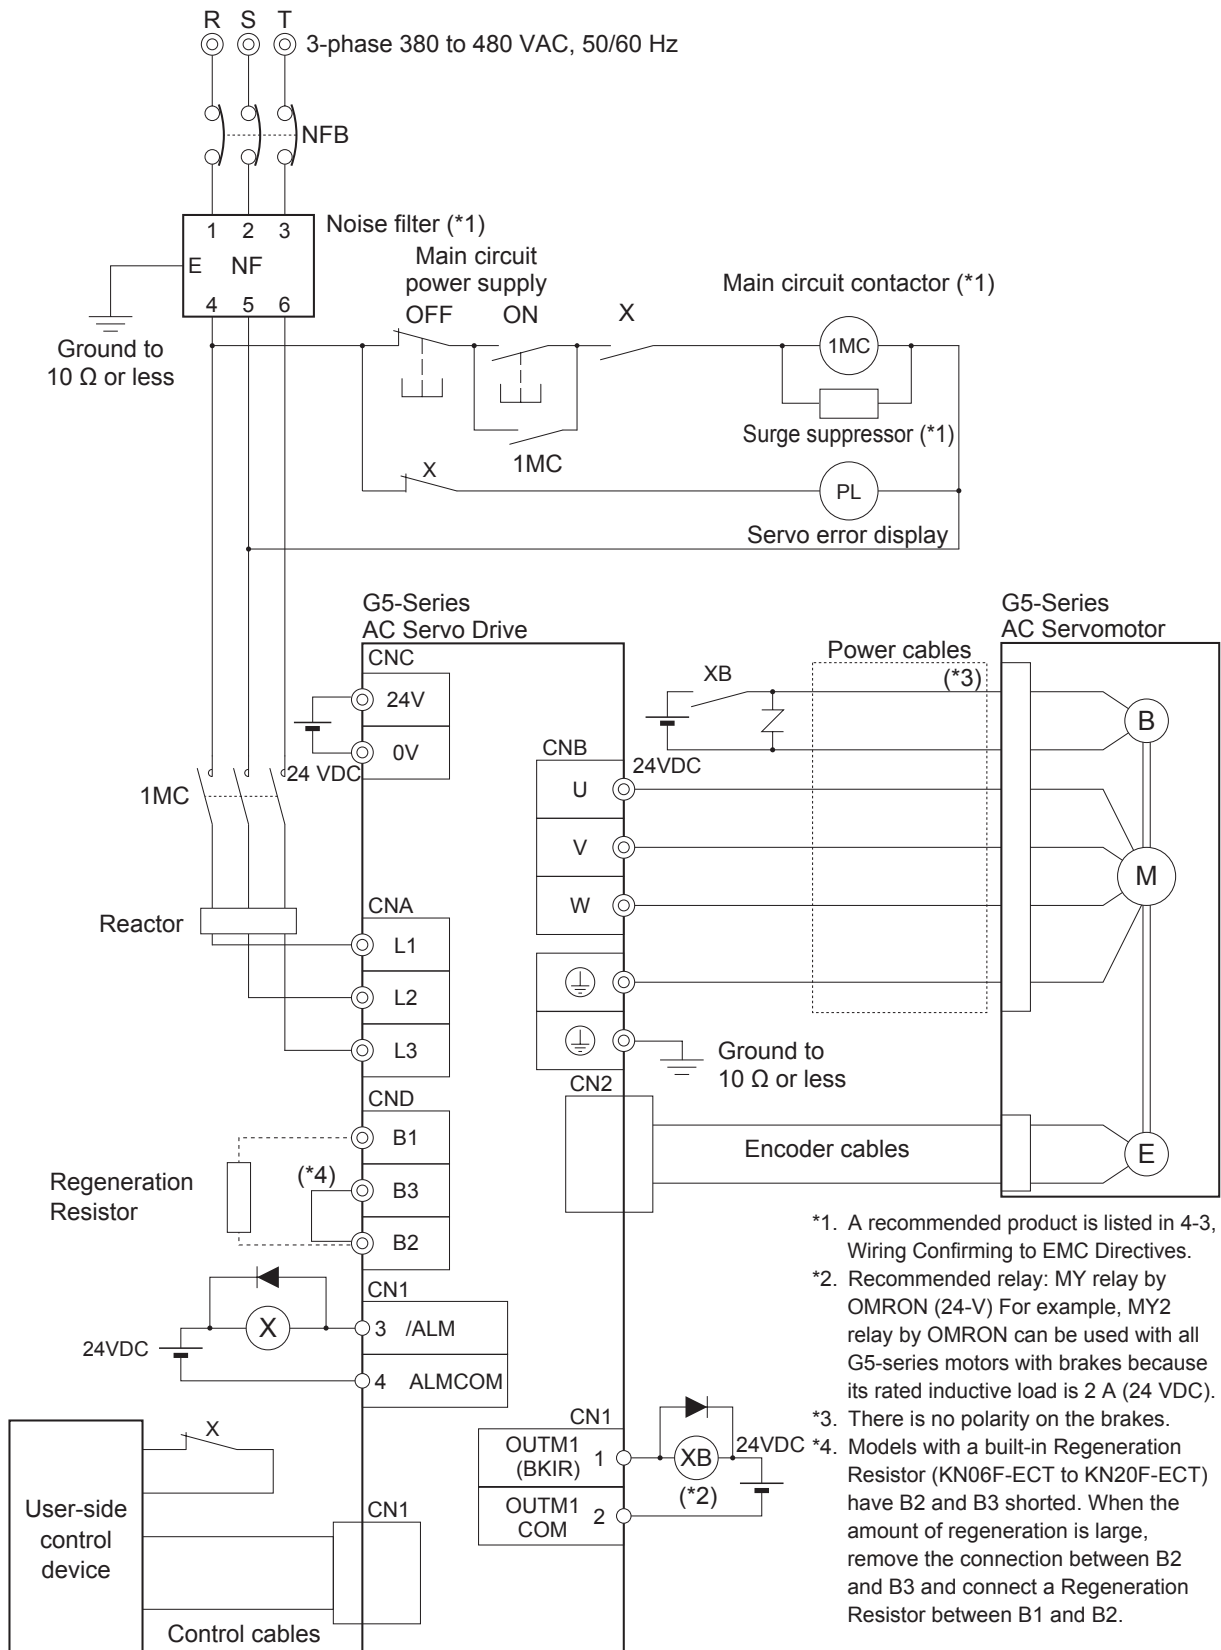 R S T
3-phase 380 to 480 VAC, 50/60 Hz
NFB
Noise filter (*1)
1 2 3
E NF
4 5 6
Ground to
10 Ω or less
Main circuit
power supply
OFF ON X
Main circuit contactor (*1)
1MC
Surge suppressor (*1)
1MC
X
PL
Servo error display
G5-Series
AC Servo Drive
G5-Series
AC Servomotor
CNC
24V
0V
24 VDC
1MC
Reactor
CNA
L1
L2
L3
CND
B1
B3
B2
(*4)
Regeneration
Resistor
CN1
3 /ALM
4 ALMCOM
X
24VDC
X
User-side
control
device
CN1
Control cables
XB
24VDC
Power cables
(*3)
CNB
U
V
W
B
M
E
Ground to
10 Ω or less
CN2
Encoder cables
CN1
OUTM1
(BKIR) 1
OUTM1
COM 2
XB
(*2)
24VDC
*1. A recommended product is listed in 4-3,
Wiring Confirming to EMC Directives.
*2. Recommended relay: MY relay by
OMRON (24-V) For example, MY2
relay by OMRON can be used with all
G5-series motors with brakes because
its rated inductive load is 2 A (24 VDC).
*3. There is no polarity on the brakes.
*4. Models with a built-in Regeneration
Resistor (KN06F-ECT to KN20F-ECT)
have B2 and B3 shorted. When the
amount of regeneration is large,
remove the connection between B2
and B3 and connect a Regeneration
Resistor between B1 and B2.